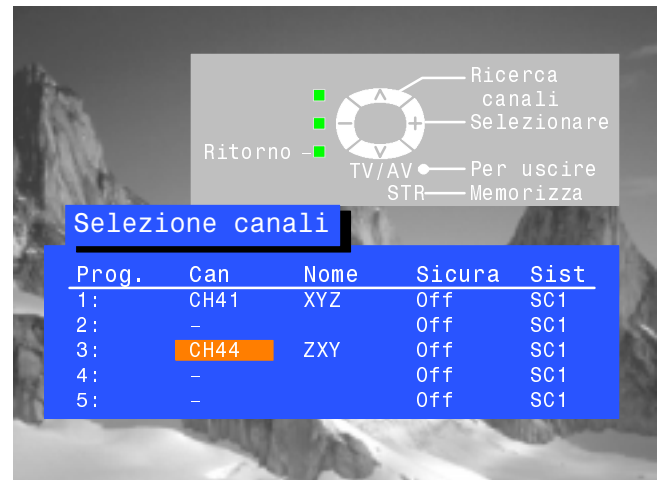 Ricerca
canali
Selezionare
Ritorno
TV/AV Per uscire
STR Memorizza
Selezione canali
Prog. Can Nome Sicura Sist
1: CH41 XYZ Off SC1
2: – Off SC1
3: CH44 ZXY Off SC1
4: – Off SC1
5: – Off SC1